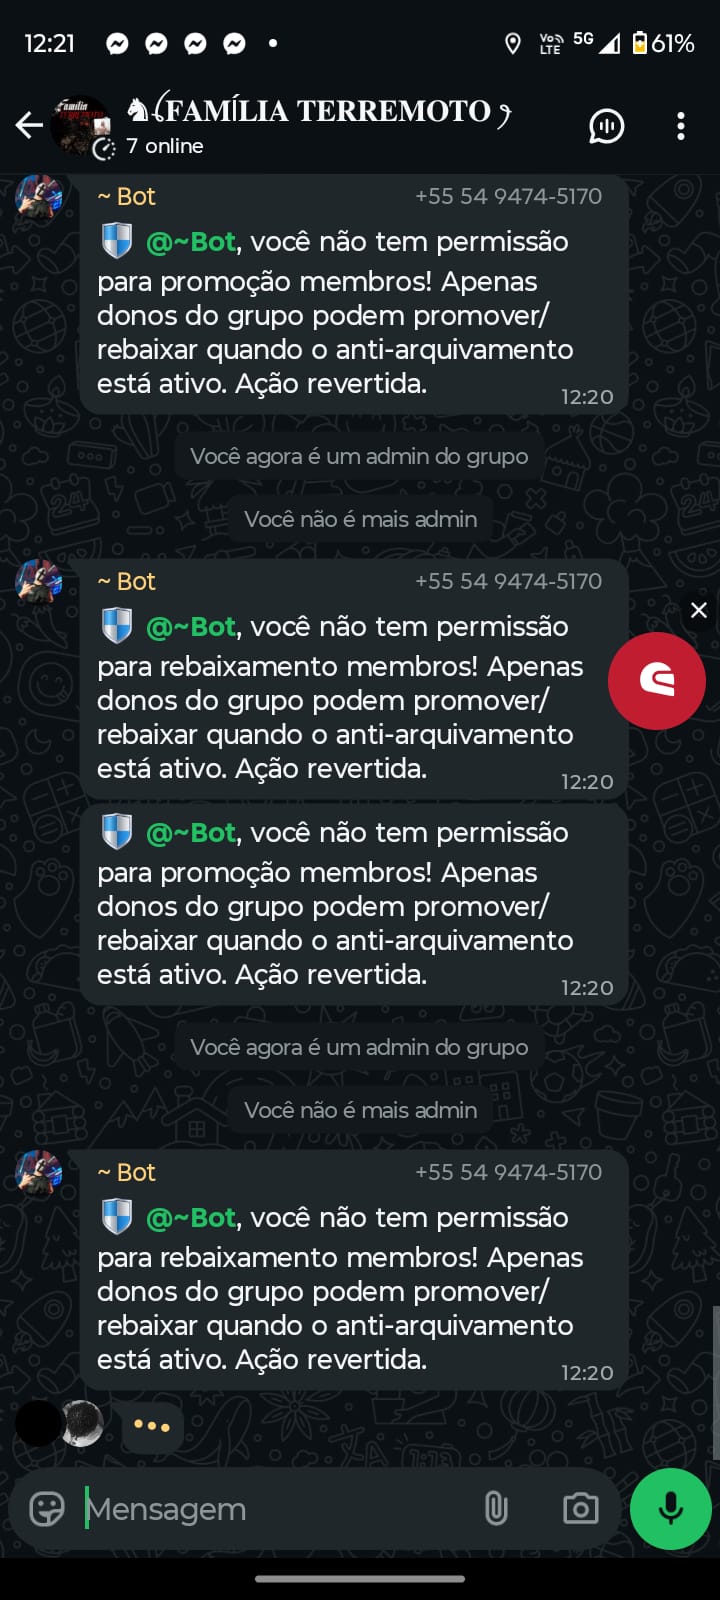 12:21
Vo
LTE
5G
61%
♞FAMÍLIA TERREMOTO
7 online
~ Bot
+55 54 9474-5170
@~Bot, você não tem permissão
para promoção membros! Apenas
donos do grupo podem promover/
rebaixar quando o anti-arquivamento
está ativo. Ação revertida.
12:20
Você agora é um admin do grupo
Você não é mais admin
~ Bot
+55 54 9474-5170
@~Bot, você não tem permissão
para rebaixamento membros! Apenas
donos do grupo podem promover/
rebaixar quando o anti-arquivamento
está ativo. Ação revertida.
12:20
@~Bot, você não tem permissão
para promoção membros! Apenas
donos do grupo podem promover/
rebaixar quando o anti-arquivamento
está ativo. Ação revertida.
12:20
Você agora é um admin do grupo
Você não é mais admin
~ Bot
+55 54 9474-5170
@~Bot, você não tem permissão
para rebaixamento membros! Apenas
donos do grupo podem promover/
rebaixar quando o anti-arquivamento
está ativo. Ação revertida.
12:20
Mensagem